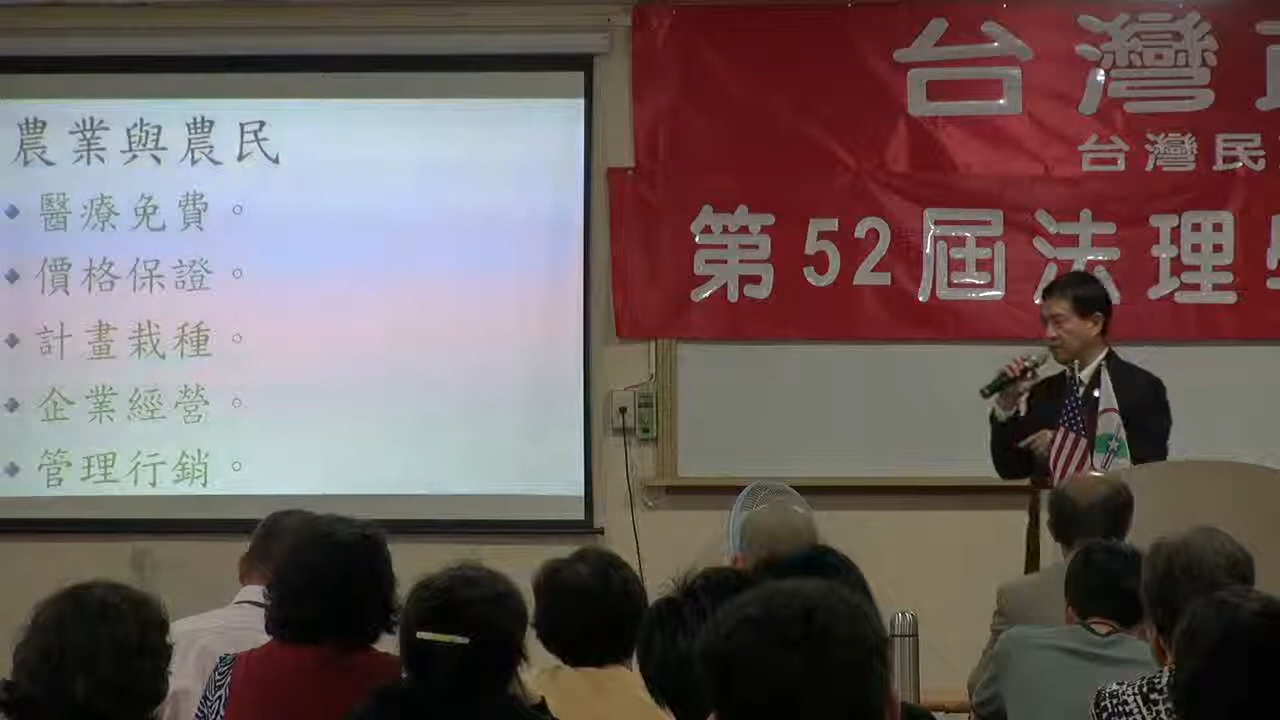 農業與農民
醫療免費。
價格保證。
計畫栽種。
企業經營。
管理行銷。
台灣
台灣民
第52屆法理